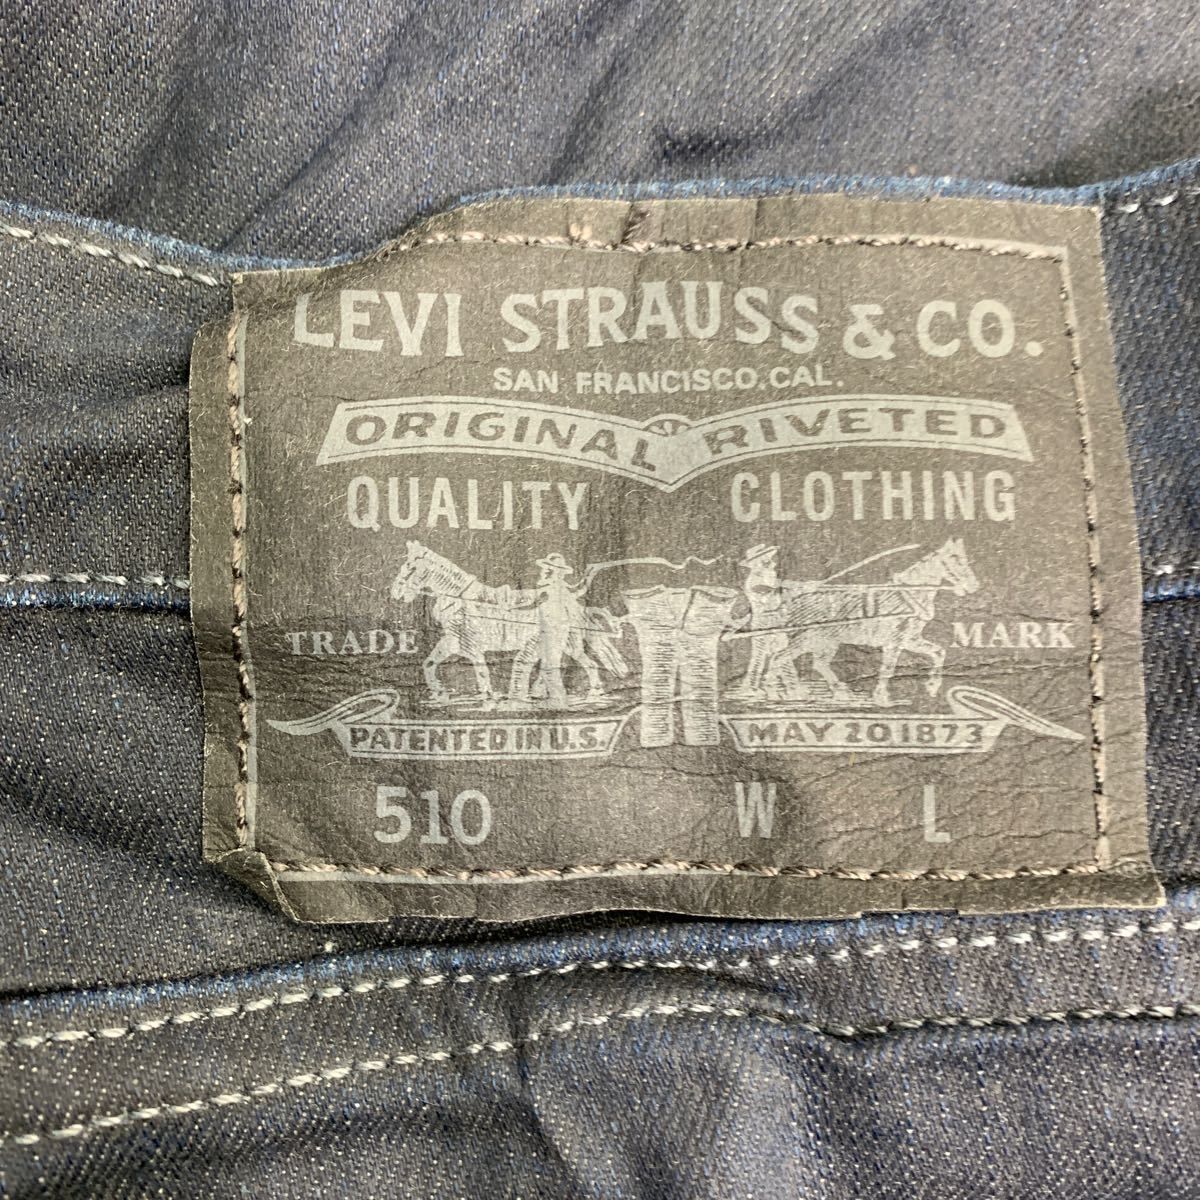 LEVI STRAUSS & CO.
SAN FRANCISCO, CAL.
ORIGINAL RIVETED
QUALITY CLOTHING
TRADE MARK
PATENTED IN U.S. MAY 20 1873
510 W L